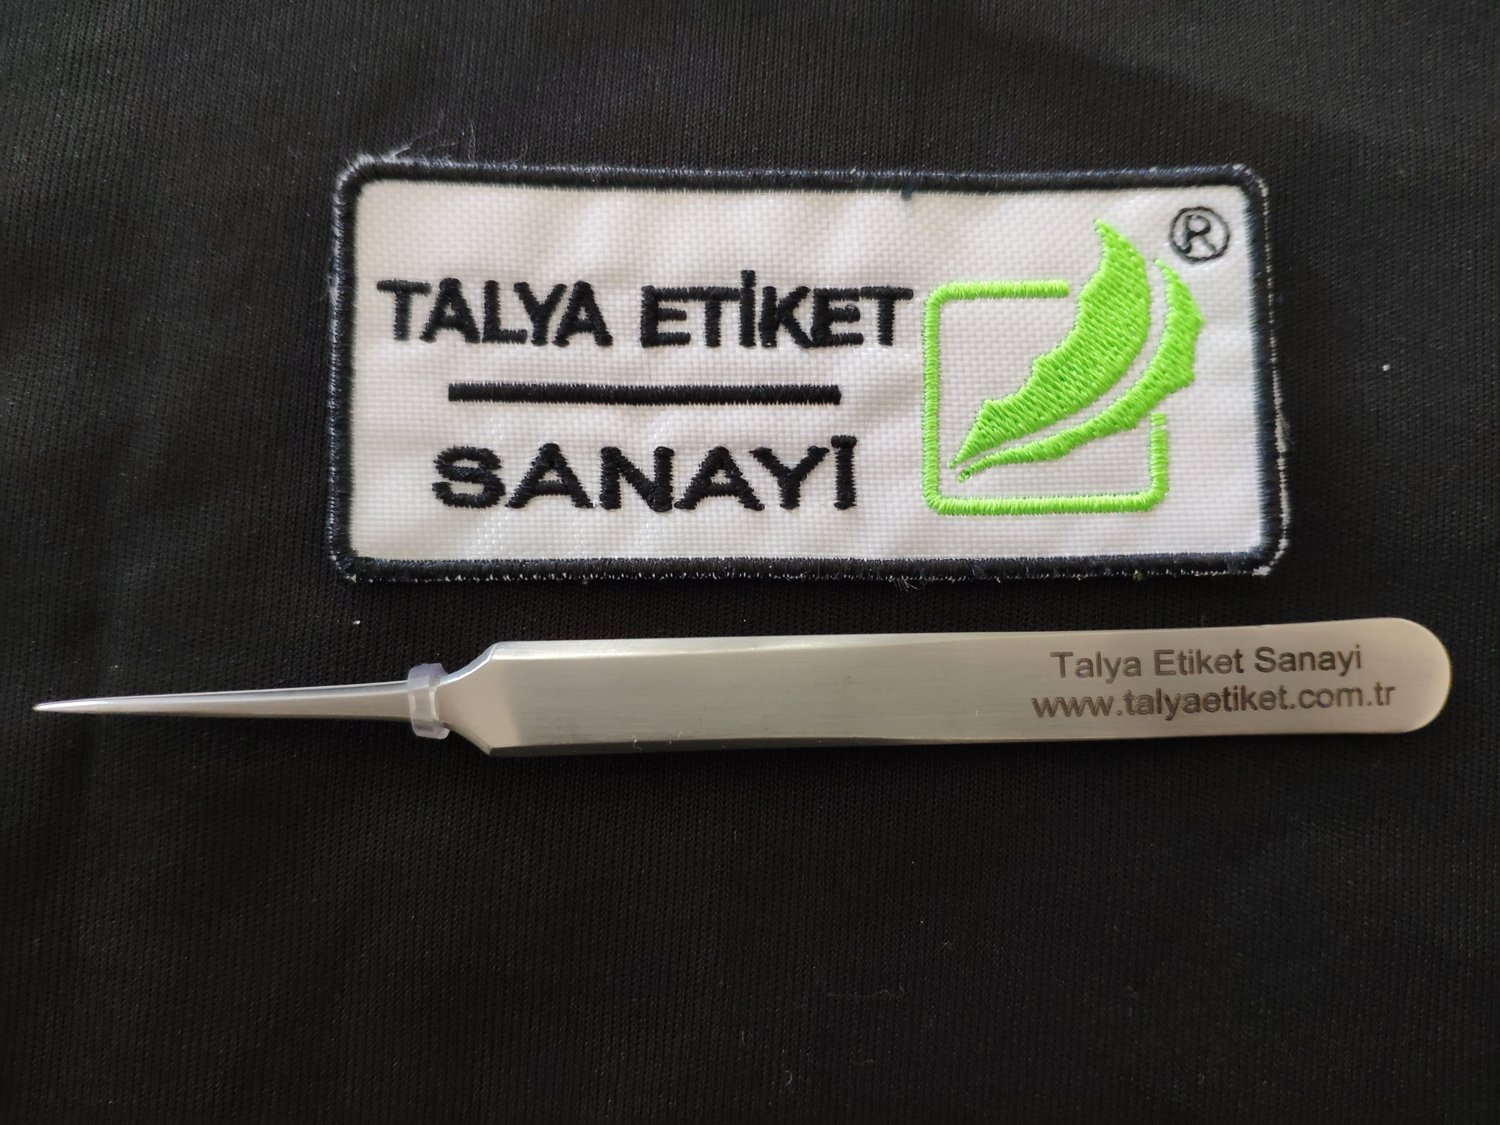 TALYA ETİKET
SANAYİ
®
Talya Etiket Sanayi
www.talyaetiket.com.tr